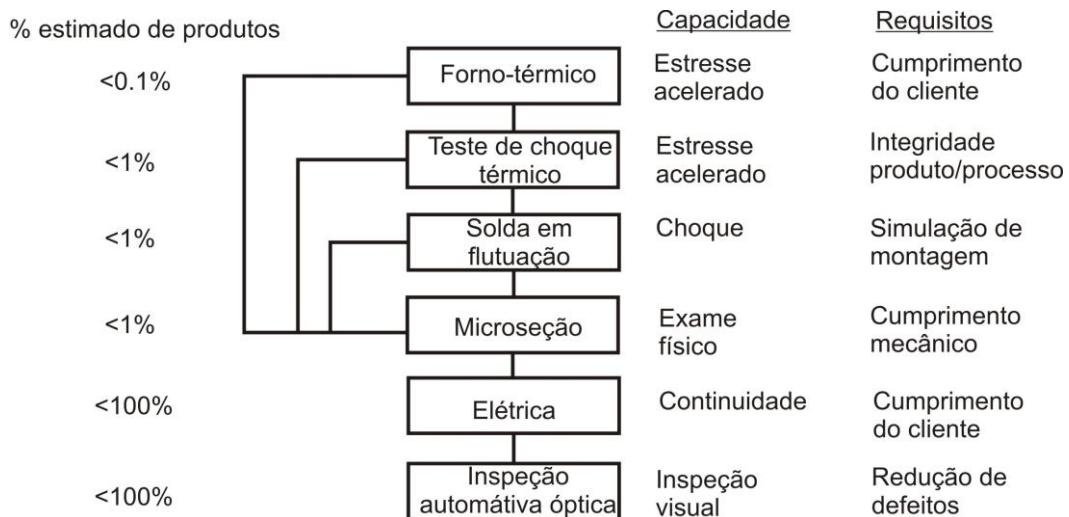 % estimado de produtos
Capacidade
Requisitos
<0.1%
Forno-térmico
Estresse
acelerado
Cumprimento
do cliente
<1%
Teste de choque
térmico
Estresse
acelerado
Integridade
produto/processo
<1%
Solda em
flutuação
Choque
Simulação de
montagem
<1%
Microseção
Exame
físico
Cumprimento
mecânico
<100%
Elétrica
Continuidade
Cumprimento
do cliente
<100%
Inspeção
automátiva óptica
Inspeção
visual
Redução de
defeitos